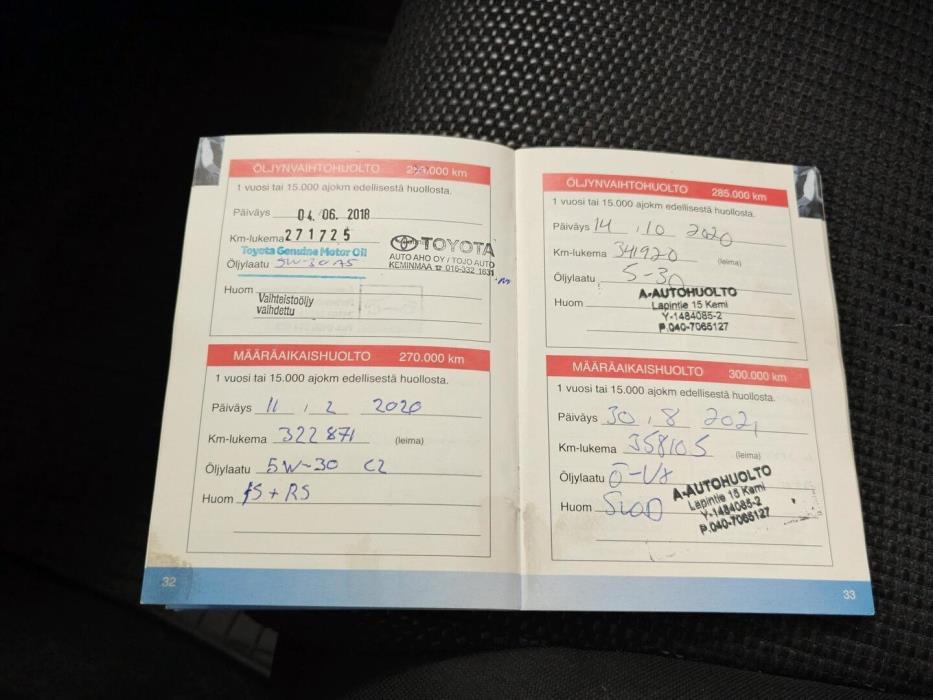 ÖLJYNVAIHTOHUOLTO .000 km
1 vuosi tai 15.000 ajokm edellisestä huollosta.
Päiväys 04. 06. 2018
Km-lukema 271725
Toyota Genuine Motor Oil
Öljylaatu 5W-30 A5
TOYOTA
AUTO AHO OY / TOJO AUTO
KEMINMAA ☎ 016-332 1631
Huom
Vaihteistoöljy
vaihdettu
MÄÄRÄAIKAISHUOLTO 270.000 km
1 vuosi tai 15.000 ajokm edellisestä huollosta.
Päiväys 11 , 2 2020
Km-lukema 322871 (leima)
Öljylaatu 5W-30 C2
Huom + RS
32
ÖLJYNVAIHTOHUOLTO 285.000 km
1 vuosi tai 15.000 ajokm edellisestä huollosta.
Päiväys 14 , 10 2020
Km-lukema 341920 (leima)
Öljylaatu 5-30
Huom
A-AUTOHUOLTO
Lapintie 15 Kemi
Y-1484085-2
P.040-7065127
MÄÄRÄAIKAISHUOLTO 300.000 km
1 vuosi tai 15.000 ajokm edellisestä huollosta.
Päiväys 30 , 8 2021
Km-lukema 358105 (leima)
Öljylaatu
Huom
A-AUTOHUOLTO
Lapintie 15 Kemi
Y-1484085-2
P.040-7065127
33